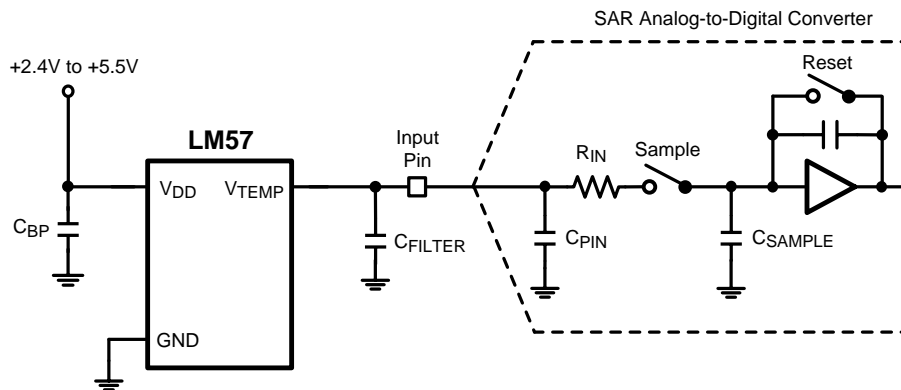 SAR Analog-to-Digital Converter
+2.4V to +5.5V
Reset
LM57
Input
Pin
RIN
Sample
VDD
VTEMP
CBP
CFILTER
CPIN
CSAMPLE
GND